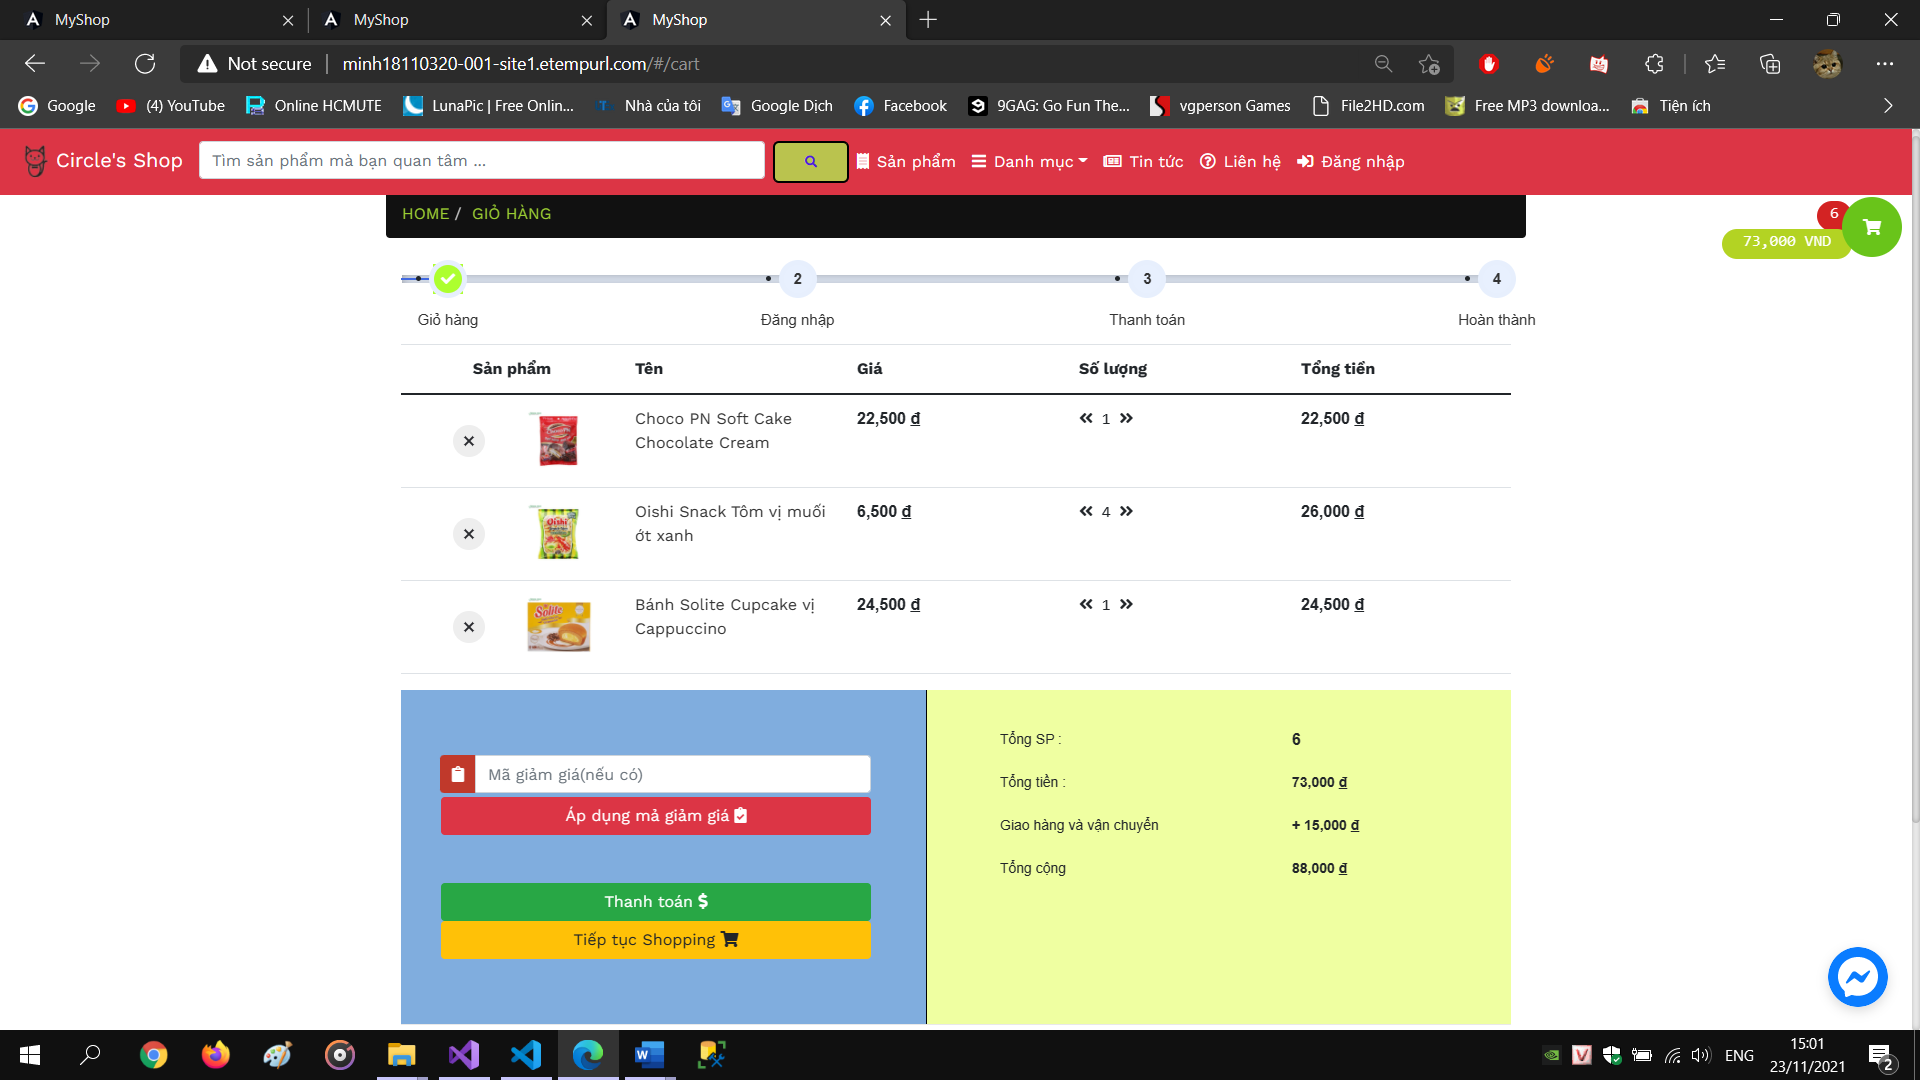 MyShop
MyShop
MyShop
Not secure
minh18110320-001-site1.etempurl.com/#/cart
Google
(4) YouTube
Online HCMUTE
LunaPic | Free Onlin...
Nhà của tôi
Google Dịch
Facebook
9GAG: Go Fun The...
vgperson Games
File2HD.com
Free MP3 downloa...
Tiện ích
Circle's Shop
Tìm sản phẩm mà bạn quan tâm ...
Sản phẩm
Danh mục
Tin tức
Liên hệ
Đăng nhập
HOME / GIỎ HÀNG
6
73,000 VND
2
3
4
Giỏ hàng
Đăng nhập
Thanh toán
Hoàn thành
Sản phẩm Tên Giá Số lượng Tổng tiền
Choco PN Soft Cake
Chocolate Cream
22,500 ₫
1
22,500 ₫
Oishi
Oishi Snack Tôm vị muối
ớt xanh
6,500 ₫
4
26,000 ₫
Solite
Bánh Solite Cupcake vị
Cappuccino
24,500 ₫
1
24,500 ₫
Mã giảm giá(nếu có)
Áp dụng mả giảm giá
Thanh toán
Tiếp tục Shopping
Tổng SP : 6
Tổng tiền : 73,000 ₫
Giao hàng và vận chuyển + 15,000 ₫
Tổng cộng 88,000 ₫
ENG
15:01
23/11/2021
2